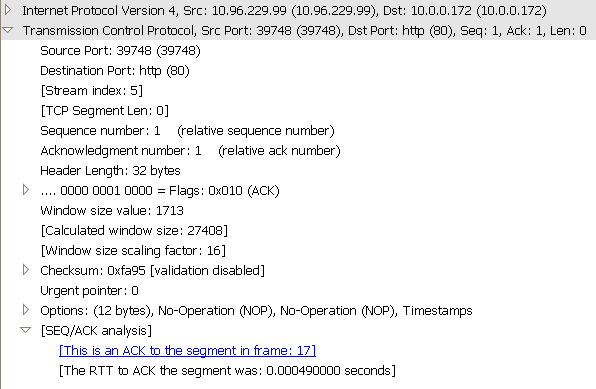 Internet Protocol Version 4, Src: 10.96.229.99 (10.96.229.99), Dst: 10.0.0.172 (10.0.0.172)
Transmission Control Protocol, Src Port: 39748 (39748), Dst Port: http (80), Seq: 1, Ack: 1, Len: 0
Source Port: 39748 (39748)
Destination Port: http (80)
[Stream index: 5]
[TCP Segment Len: 0]
Sequence number: 1 (relative sequence number)
Acknowledgment number: 1 (relative ack number)
Header Length: 32 bytes
.... 0000 0001 0000 = Flags: 0x010 (ACK)
Window size value: 1713
[Calculated window size: 27408]
[Window size scaling factor: 16]
Checksum: 0xfa95 [validation disabled]
Urgent pointer: 0
Options: (12 bytes), No-Operation (NOP), No-Operation (NOP), Timestamps
[SEQ/ACK analysis]
[This is an ACK to the segment in frame: 17]
[The RTT to ACK the segment was: 0.000490000 seconds]